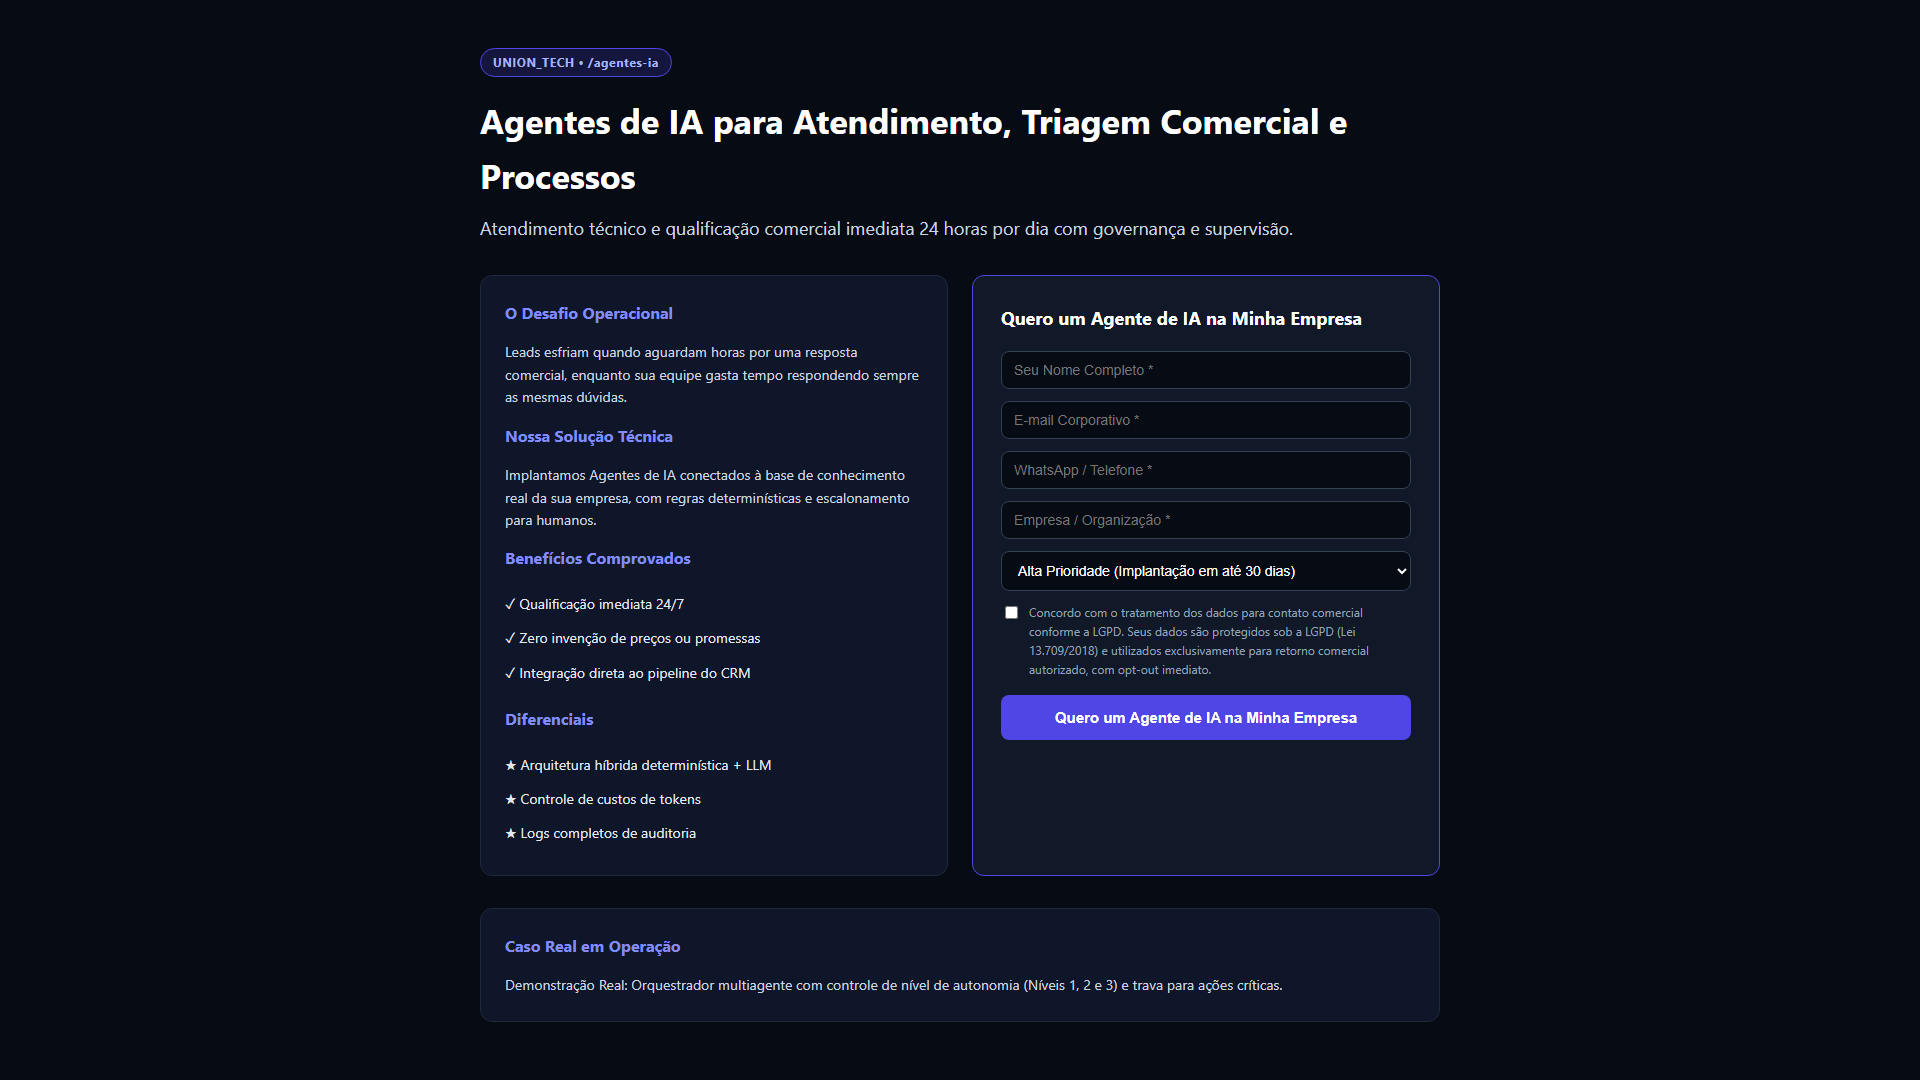 UNION_TECH • /agentes-ia
Agentes de IA para Atendimento, Triagem Comercial e
Processos
Atendimento técnico e qualificação comercial imediata 24 horas por dia com governança e supervisão.
O Desafio Operacional
Leads esfriam quando aguardam horas por uma resposta
comercial, enquanto sua equipe gasta tempo respondendo sempre
as mesmas dúvidas.
Nossa Solução Técnica
Implantamos Agentes de IA conectados à base de conhecimento
real da sua empresa, com regras determinísticas e escalonamento
para humanos.
Benefícios Comprovados
✓ Qualificação imediata 24/7
✓ Zero invenção de preços ou promessas
✓ Integração direta ao pipeline do CRM
Diferenciais
★ Arquitetura híbrida determinística + LLM
★ Controle de custos de tokens
★ Logs completos de auditoria
Quero um Agente de IA na Minha Empresa
Seu Nome Completo *
E-mail Corporativo *
WhatsApp / Telefone *
Empresa / Organização *
Alta Prioridade (Implantação em até 30 dias)
Concordo com o tratamento dos dados para contato comercial
conforme a LGPD. Seus dados são protegidos sob a LGPD (Lei
13.709/2018) e utilizados exclusivamente para retorno comercial
autorizado, com opt-out imediato.
Quero um Agente de IA na Minha Empresa
Caso Real em Operação
Demonstração Real: Orquestrador multiagente com controle de nível de autonomia (Níveis 1, 2 e 3) e trava para ações críticas.